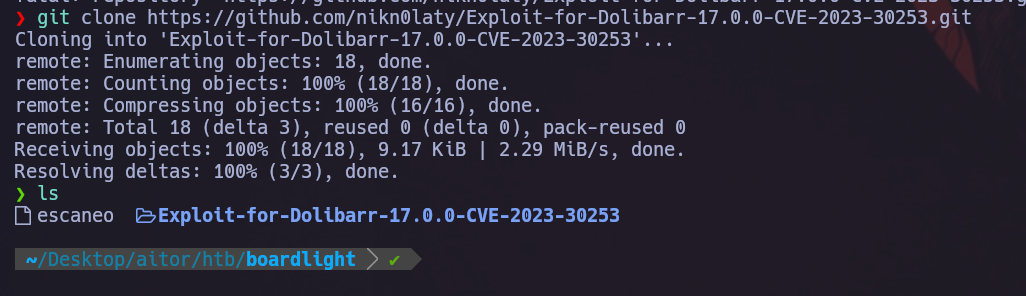 ❯ git clone https://github.com/nikn0laty/Exploit-for-Dolibarr-17.0.0-CVE-2023-30253.git
Cloning into 'Exploit-for-Dolibarr-17.0.0-CVE-2023-30253'...
remote: Enumerating objects: 18, done.
remote: Counting objects: 100% (18/18), done.
remote: Compressing objects: 100% (16/16), done.
remote: Total 18 (delta 3), reused 0 (delta 0), pack-reused 0
Receiving objects: 100% (18/18), 9.17 KiB | 2.29 MiB/s, done.
Resolving deltas: 100% (3/3), done.
❯ ls
escaneo Exploit-for-Dolibarr-17.0.0-CVE-2023-30253
~/Desktop/aitor/htb/boardlight ✔